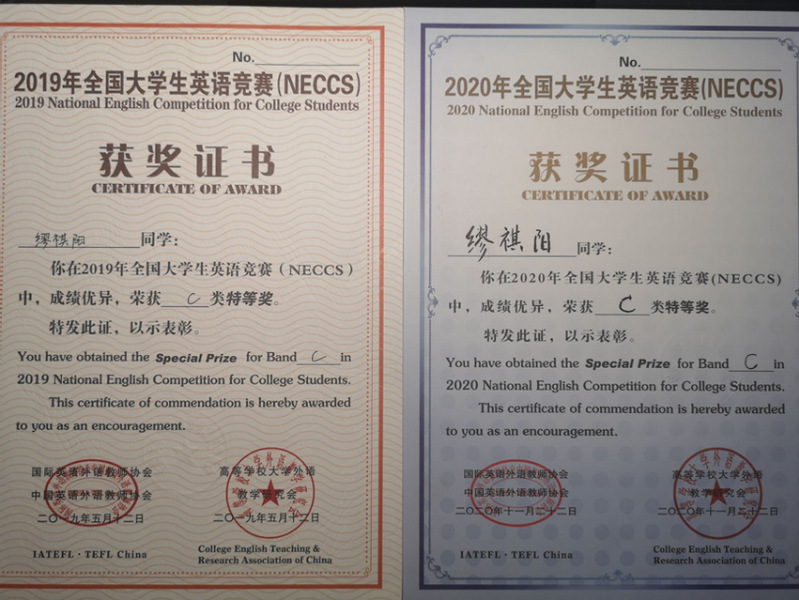 No.
2019年全国大学生英语竞赛(NECCS)
2019 National English Competition for College Students
获奖证书
CERTIFICATE OF AWARD
缪祺阳同学：
你在2019年全国大学生英语竞赛（NECCS）
中，成绩优异，荣获 C 类特等奖。
特发此证，以示表彰。
You have obtained the Special Prize for Band C in
2019 National English Competition for College Students.
This certificate of commendation is hereby awarded
to you as an encouragement.
国际英语外语教师协会
中国英语外语教师协会
二〇一九年五月十二日
IATEFL · TEFL China
高等学校大学外语
教学研究会
二〇一九年五月十二日
College English Teaching &
Research Association of China
No.
2020年全国大学生英语竞赛(NECCS)
2020 National English Competition for College Students
获奖证书
CERTIFICATE OF AWARD
缪祺阳同学：
你在2020年全国大学生英语竞赛(NECCS)
中，成绩优异，荣获 C 类特等奖。
特发此证，以示表彰。
You have obtained the Special Prize for Band C in
2020 National English Competition for College Students.
This certificate of commendation is hereby awarded
to you as an encouragement.
国际英语外语教师协会
中国英语外语教师协会
二〇二〇年十一月二十二日
IATEFL · TEFL China
高等学校大学外语
教学研究会
二〇二〇年十一月二十二日
College English Teaching &
Research Association of China